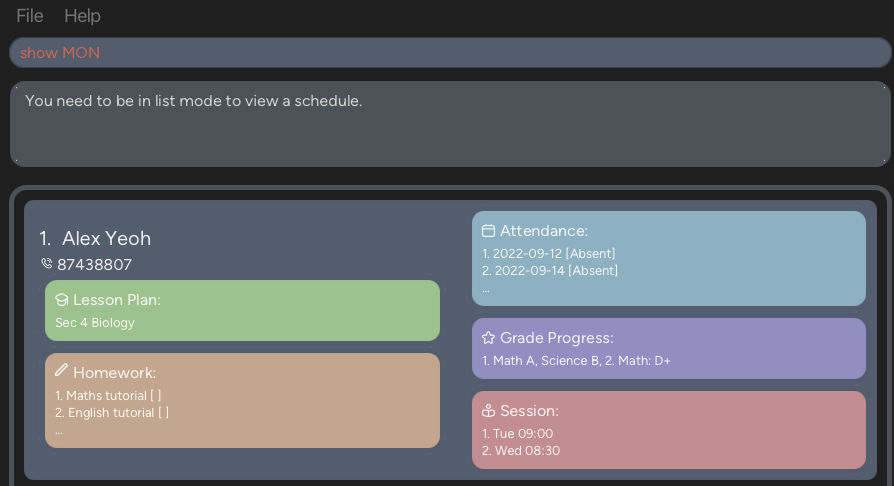 File Help
show MON
You need to be in list mode to view a schedule.
1. Alex Yeoh
87438807
Lesson Plan:
Sec 4 Biology
Homework:
1. Maths tutorial [ ]
2. English tutorial [ ]
...
Attendance:
1. 2022-09-12 [Absent]
2. 2022-09-14 [Absent]
...
Grade Progress:
1. Math A, Science B, 2. Math: D+
Session:
1. Tue 09:00
2. Wed 08:30